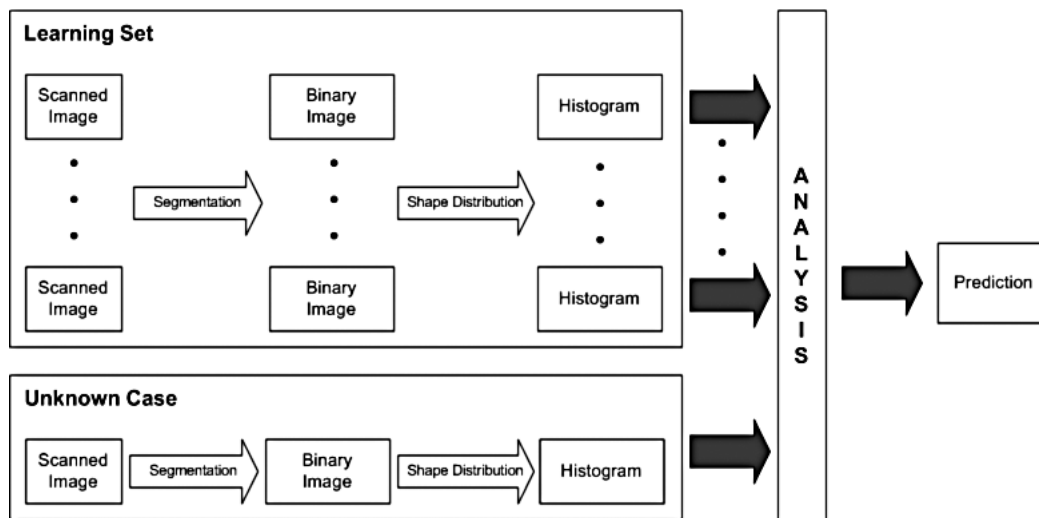 Learning Set
Scanned
Image
Binary
Image
Histogram
Segmentation
Shape Distribution
Scanned
Image
Binary
Image
Histogram
ANALYSIS
Prediction
Unknown Case
Scanned
Image
Segmentation
Binary
Image
Shape Distribution
Histogram